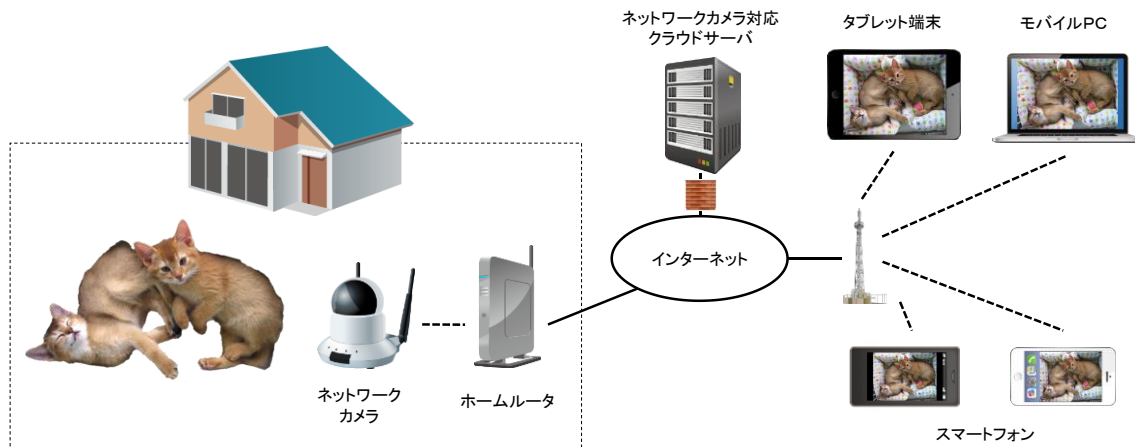 ネットワークカメラ対応
クラウドサーバ
タブレット端末
モバイルPC
インターネット
ネットワーク
カメラ
ホームルータ
スマートフォン